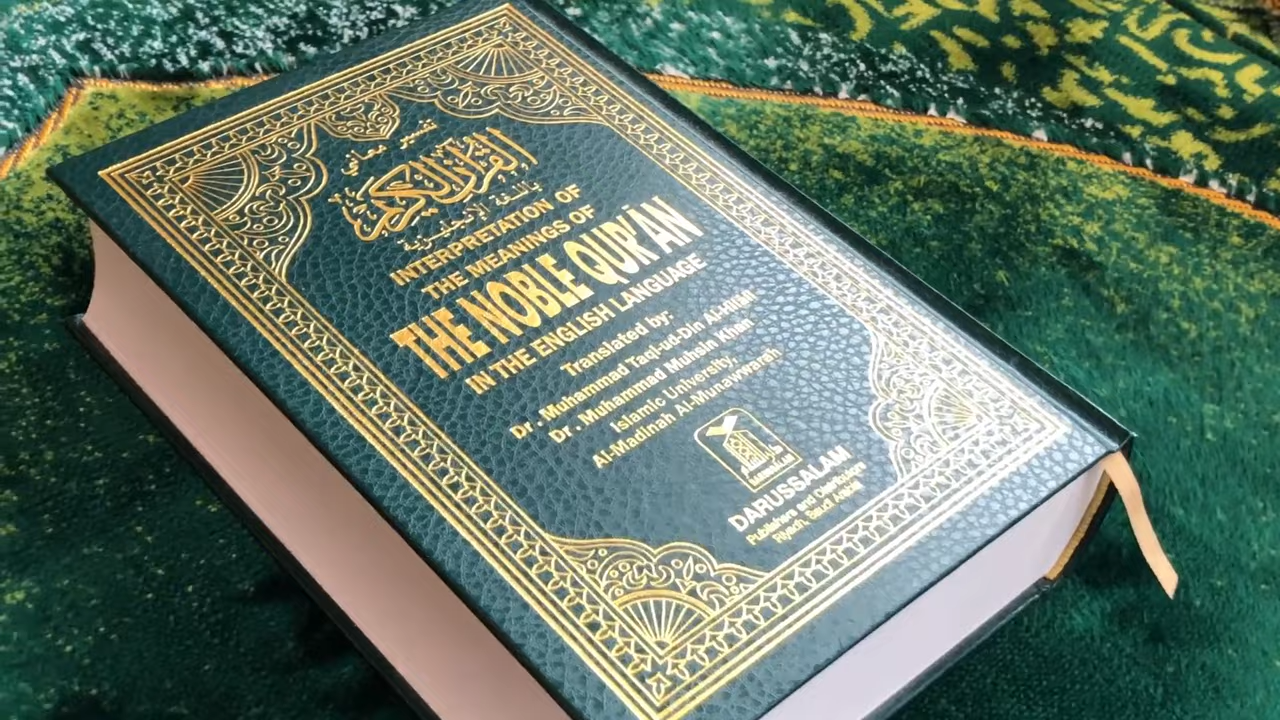 تفسير معاني
القرآن الكريم
باللغة الإنجليزية
INTERPRETATION OF
THE MEANINGS OF
THE NOBLE QUR'ĀN
IN THE ENGLISH LANGUAGE
Translated by:
Dr. Muhammad Taqi-ud-Din Al-Hilali
Dr. Muhammad Muhsin Khan
Islamic University,
Al-Madinah Al-Munawwarah
DARUSSALAM
DARUSSALAM
Publishers and Distributors
Riyadh, Saudi Arabia